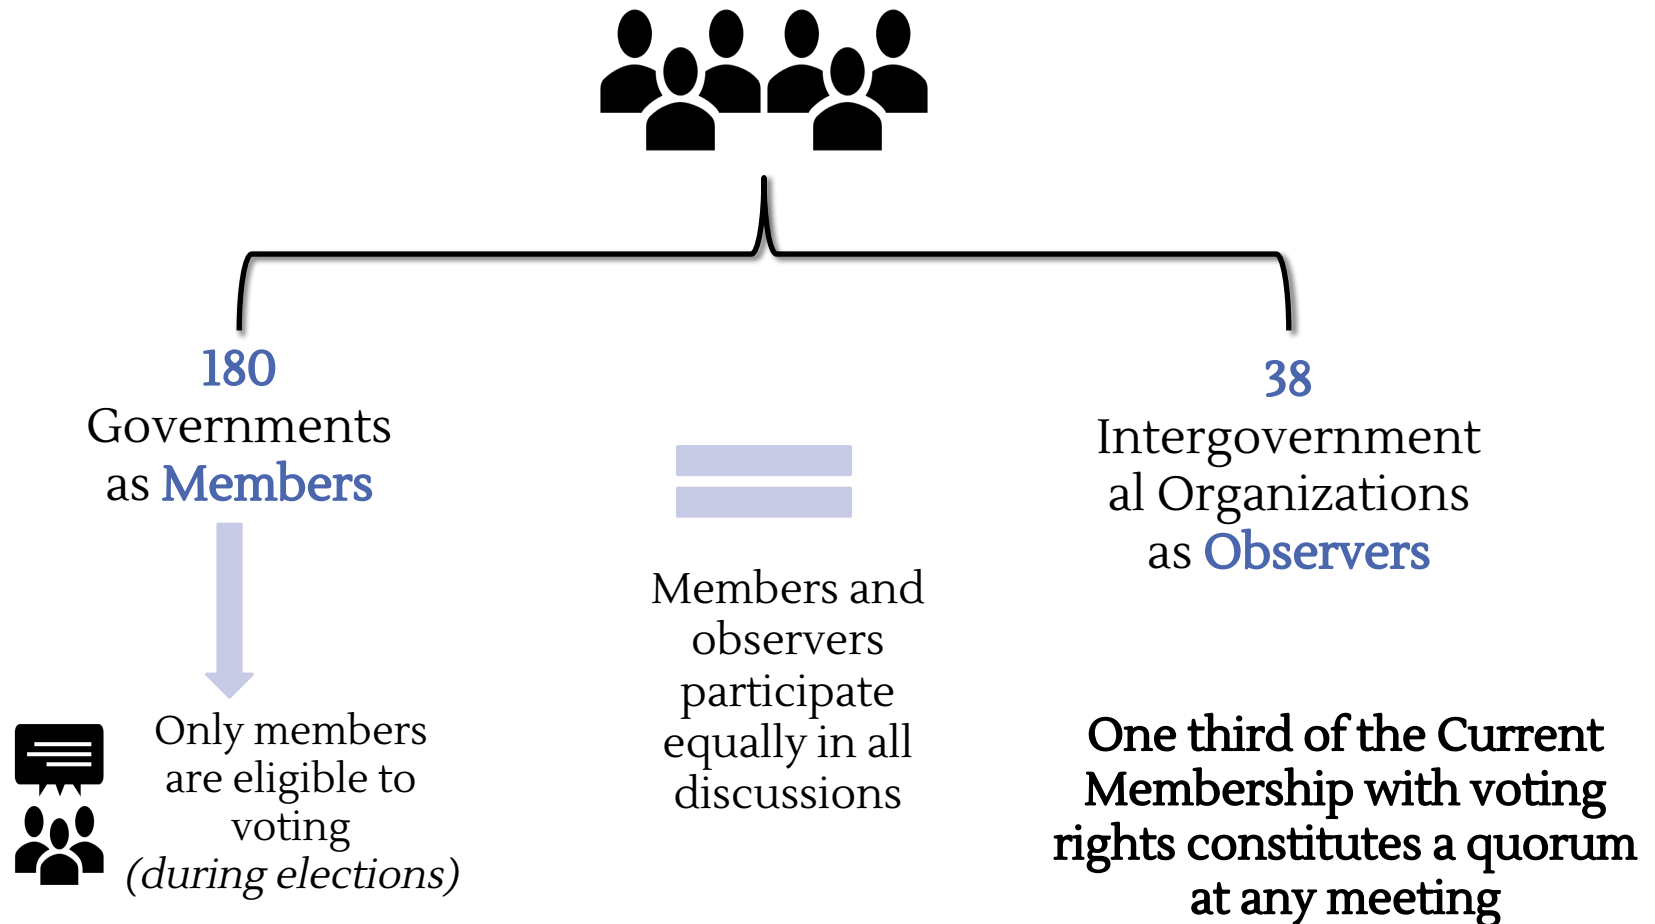 180
Governments
as Members
Only members
are eligible to
voting
(during elections)
Members and
observers
participate
equally in all
discussions
38
Intergovernment
al Organizations
as Observers
One third of the Current
Membership with voting
rights constitutes a quorum
at any meeting